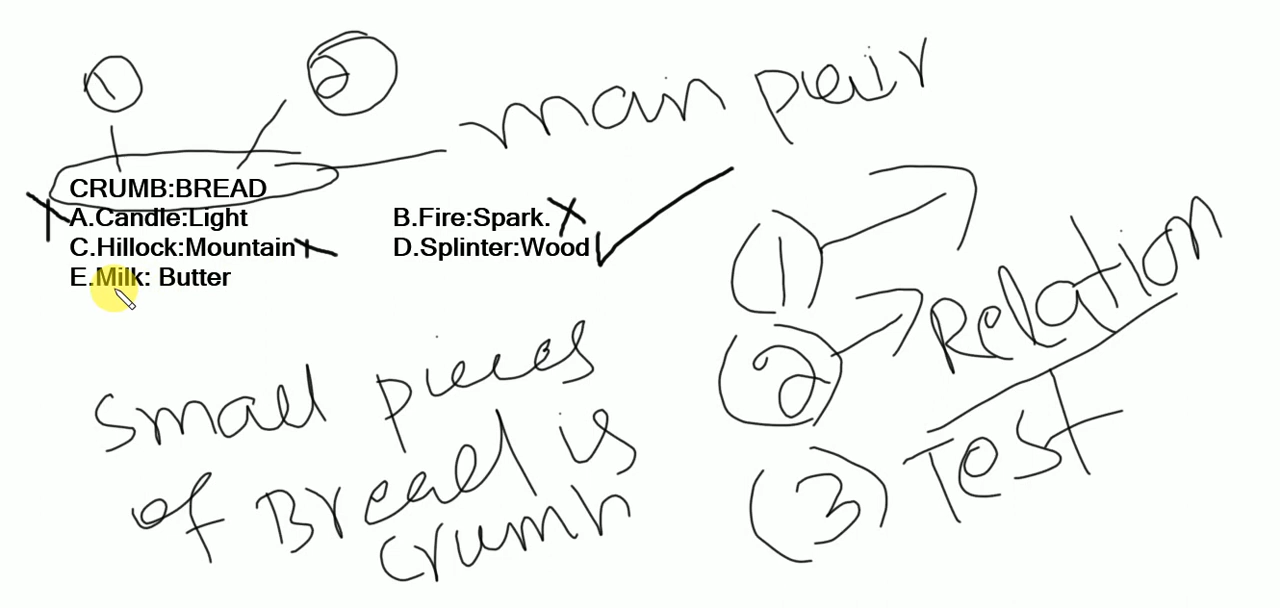 1
2
main pair
CRUMB:BREAD
A.Candle:Light B.Fire:Spark.
C.Hillock:Mountain D.Splinter:Wood
E.Milk: Butter
1
2
Relation
(3) Test
Small pieces
of Bread is
crumb